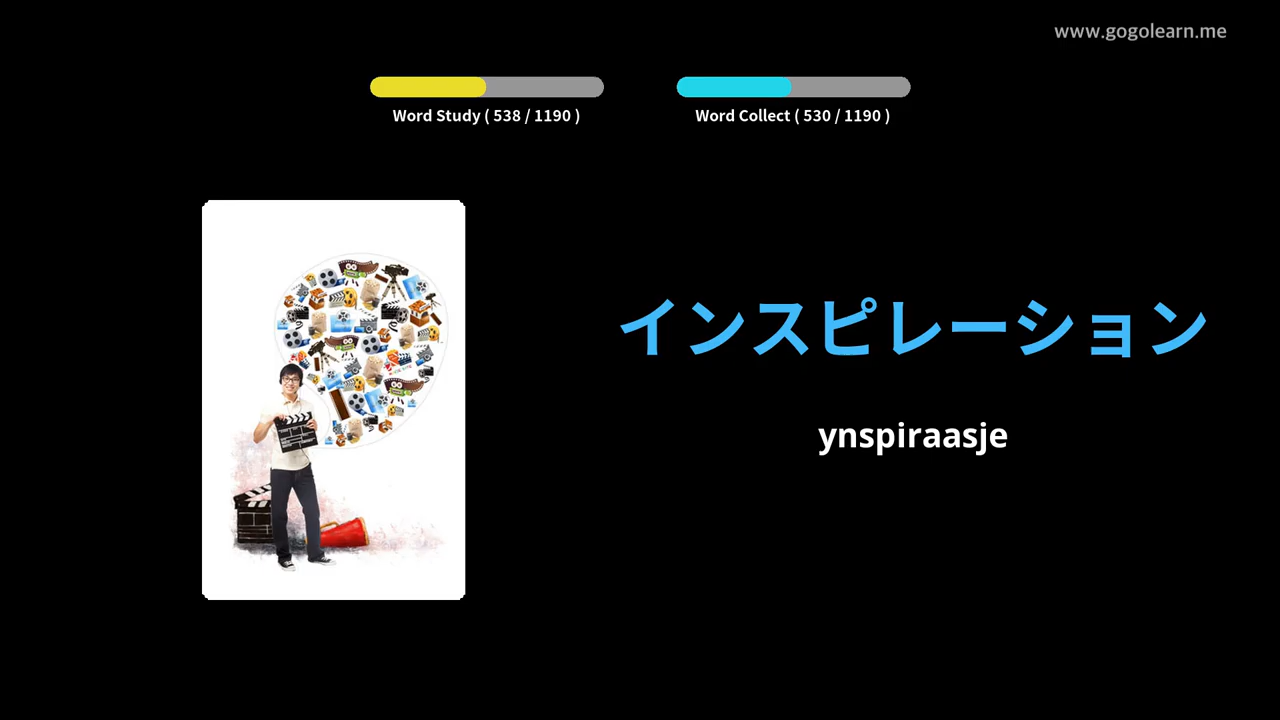 www.gogolearn.me
Word Study ( 538 / 1190 )
Word Collect ( 530 / 1190 )
インスピレーション
ynspiraasje